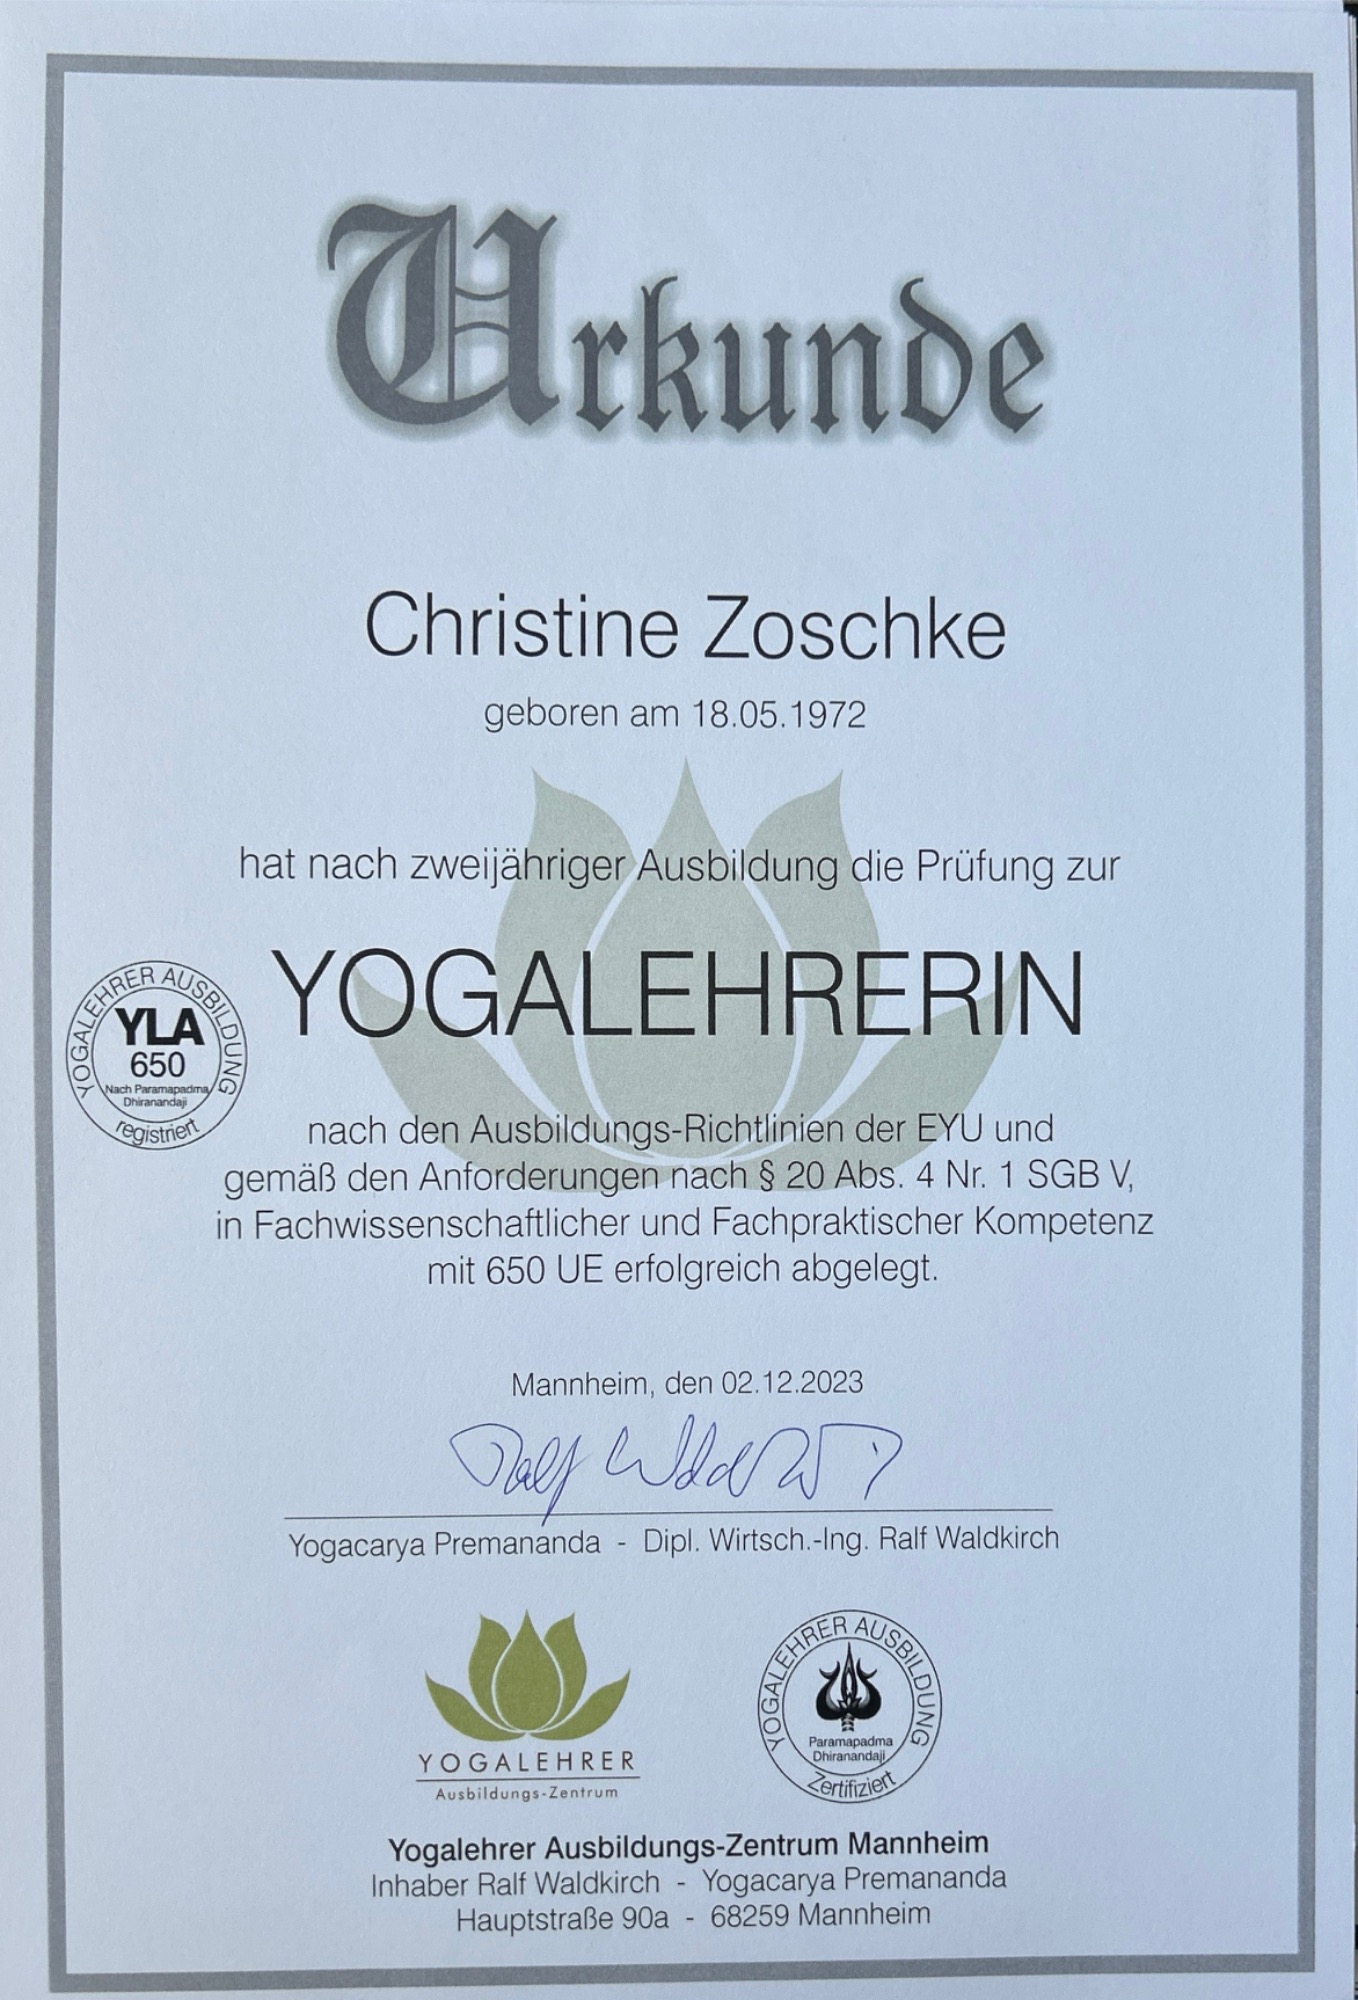 Urkunde
Christine Zoschke
geboren am 18.05.1972
hat nach zweijähriger Ausbildung die Prüfung zur
YOGALEHRERIN
YOGALEHRER AUSBILDUNG
YLA
650
Nach Paramapadma
Dhiranandaji
registriert
nach den Ausbildungs-Richtlinien der EYU und
gemäß den Anforderungen nach § 20 Abs. 4 Nr. 1 SGB V,
in Fachwissenschaftlicher und Fachpraktischer Kompetenz
mit 650 UE erfolgreich abgelegt.
Mannheim, den 02.12.2023
Yogacarya Premananda - Dipl. Wirtsch.-Ing. Ralf Waldkirch
YOGALEHRER
Ausbildungs-Zentrum
YOGALEHRER AUSBILDUNG
Paramapadma
Dhiranandaji
Zertifiziert
Yogalehrer Ausbildungs-Zentrum Mannheim
Inhaber Ralf Waldkirch - Yogacarya Premananda
Hauptstraße 90a - 68259 Mannheim